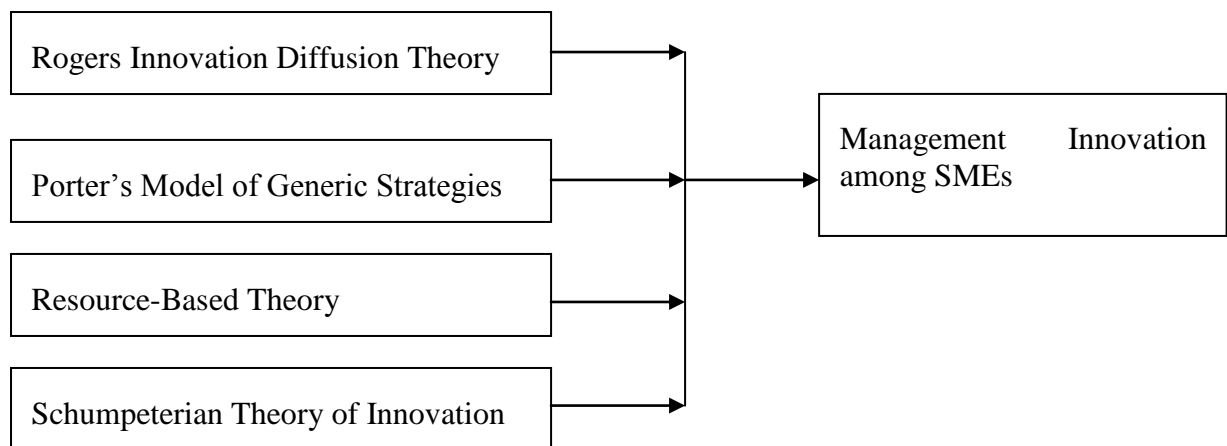 Rogers Innovation Diffusion Theory
Porter’s Model of Generic Strategies
Resource-Based Theory
Schumpeterian Theory of Innovation
Management Innovation
among SMEs